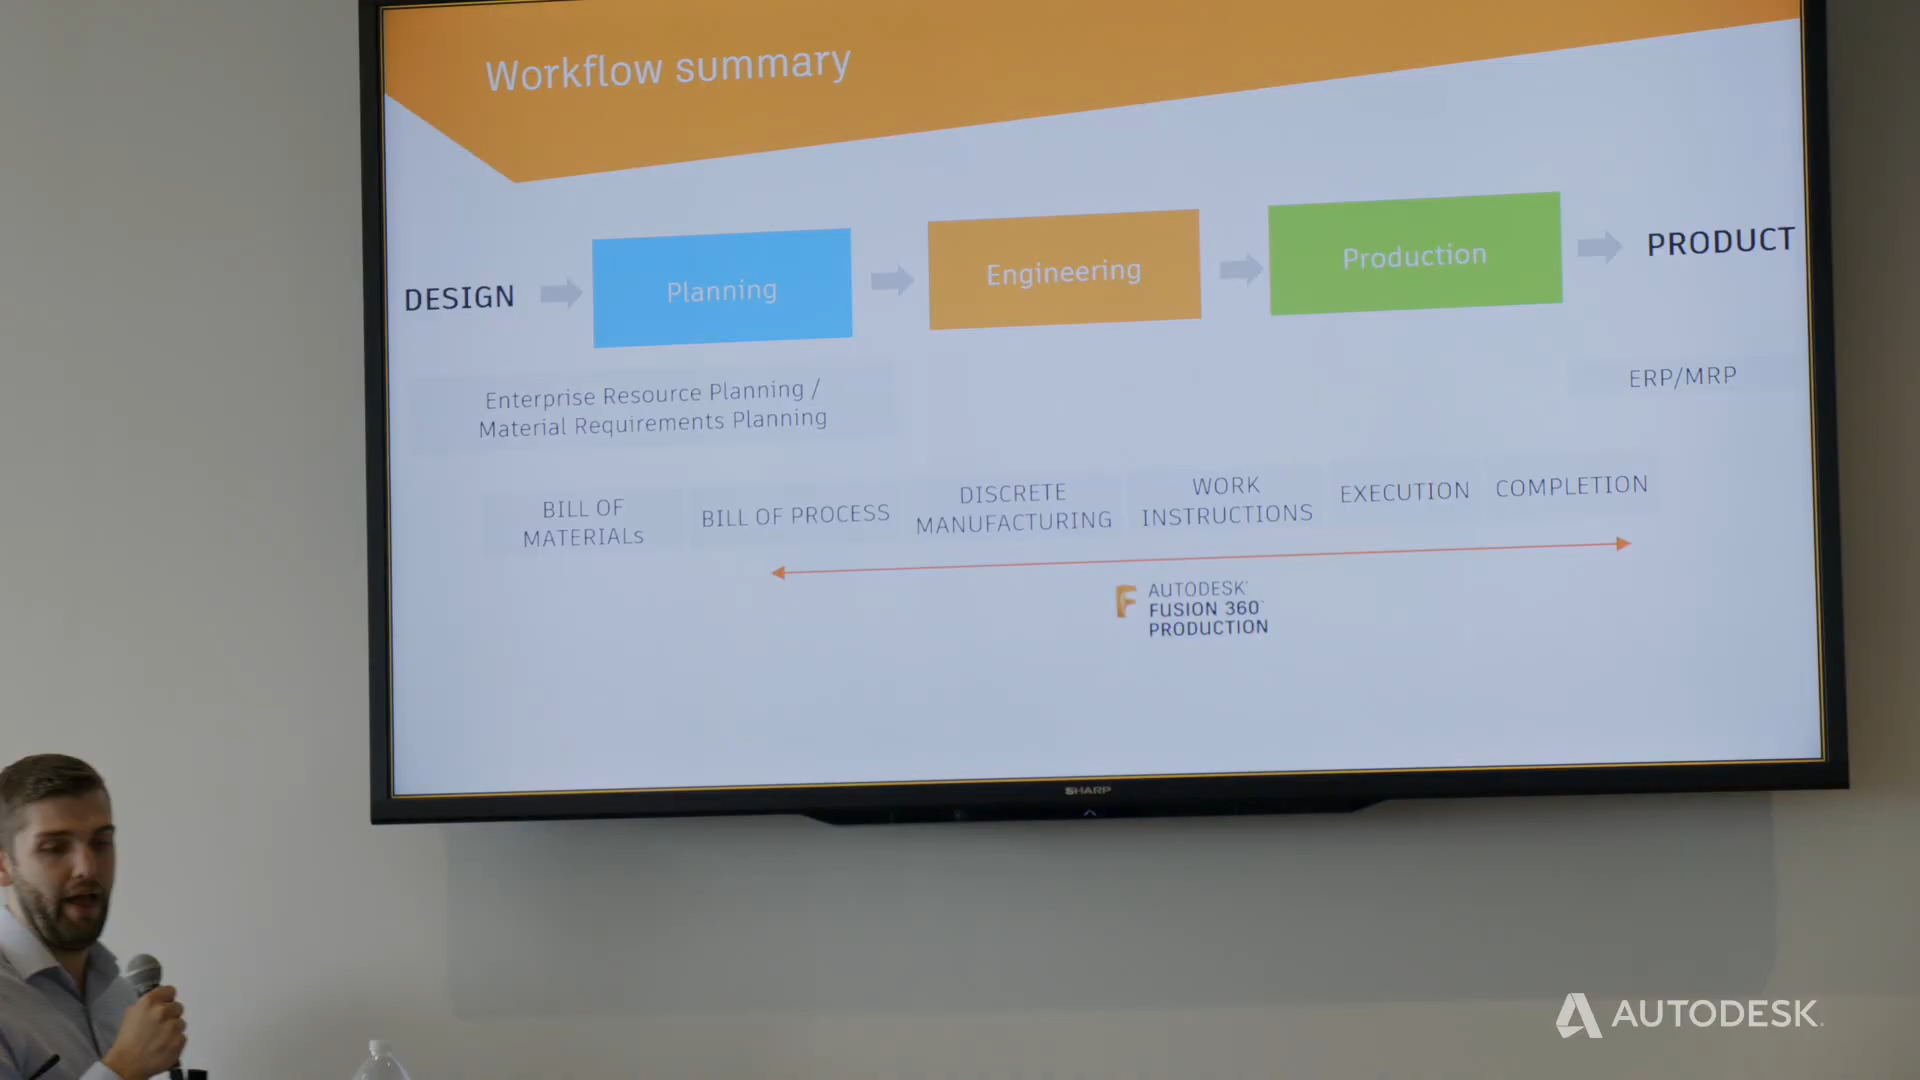 Workflow summary
DESIGN
Planning
Engineering
Production
PRODUCT
Enterprise Resource Planning /
Material Requirements Planning
ERP/MRP
BILL OF
MATERIALs
BILL OF PROCESS
DISCRETE
MANUFACTURING
WORK
INSTRUCTIONS
EXECUTION
COMPLETION
F
AUTODESK®
FUSION 360™
PRODUCTION
SHARP
AUTODESK.